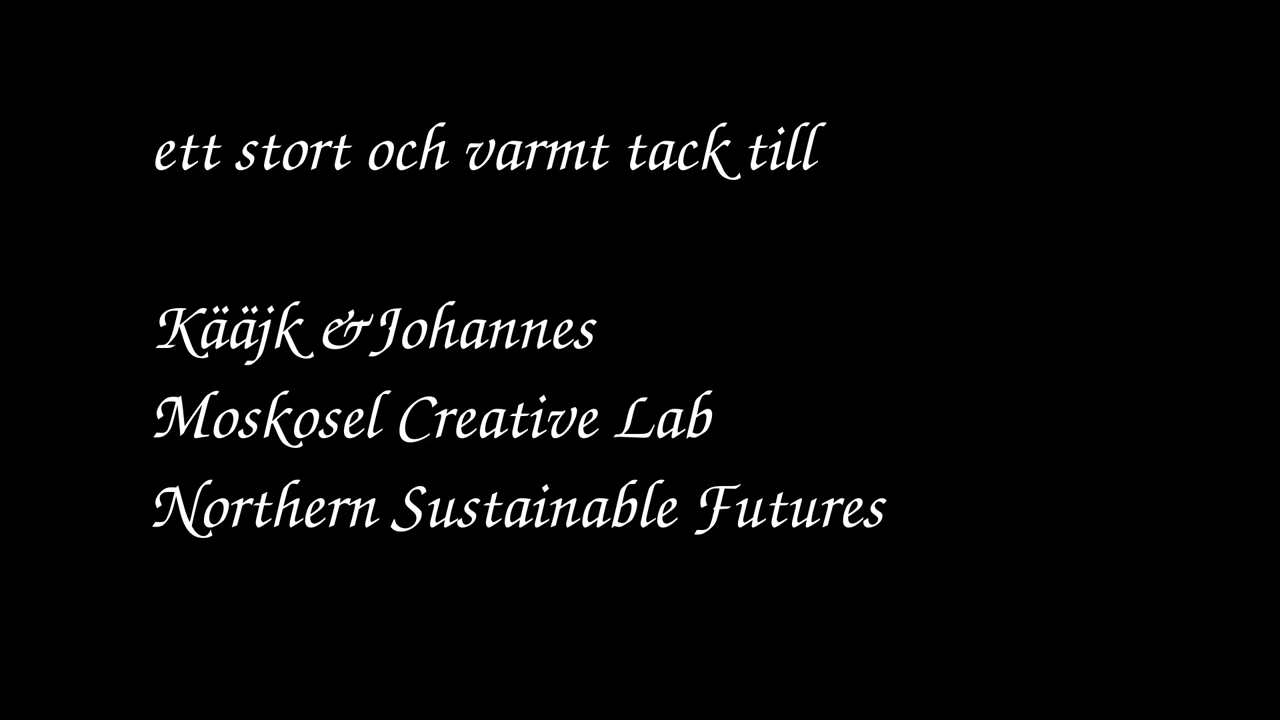 ett stort och varmt tack till
Kääjk & Johannes
Moskosel Creative Lab
Northern Sustainable Futures